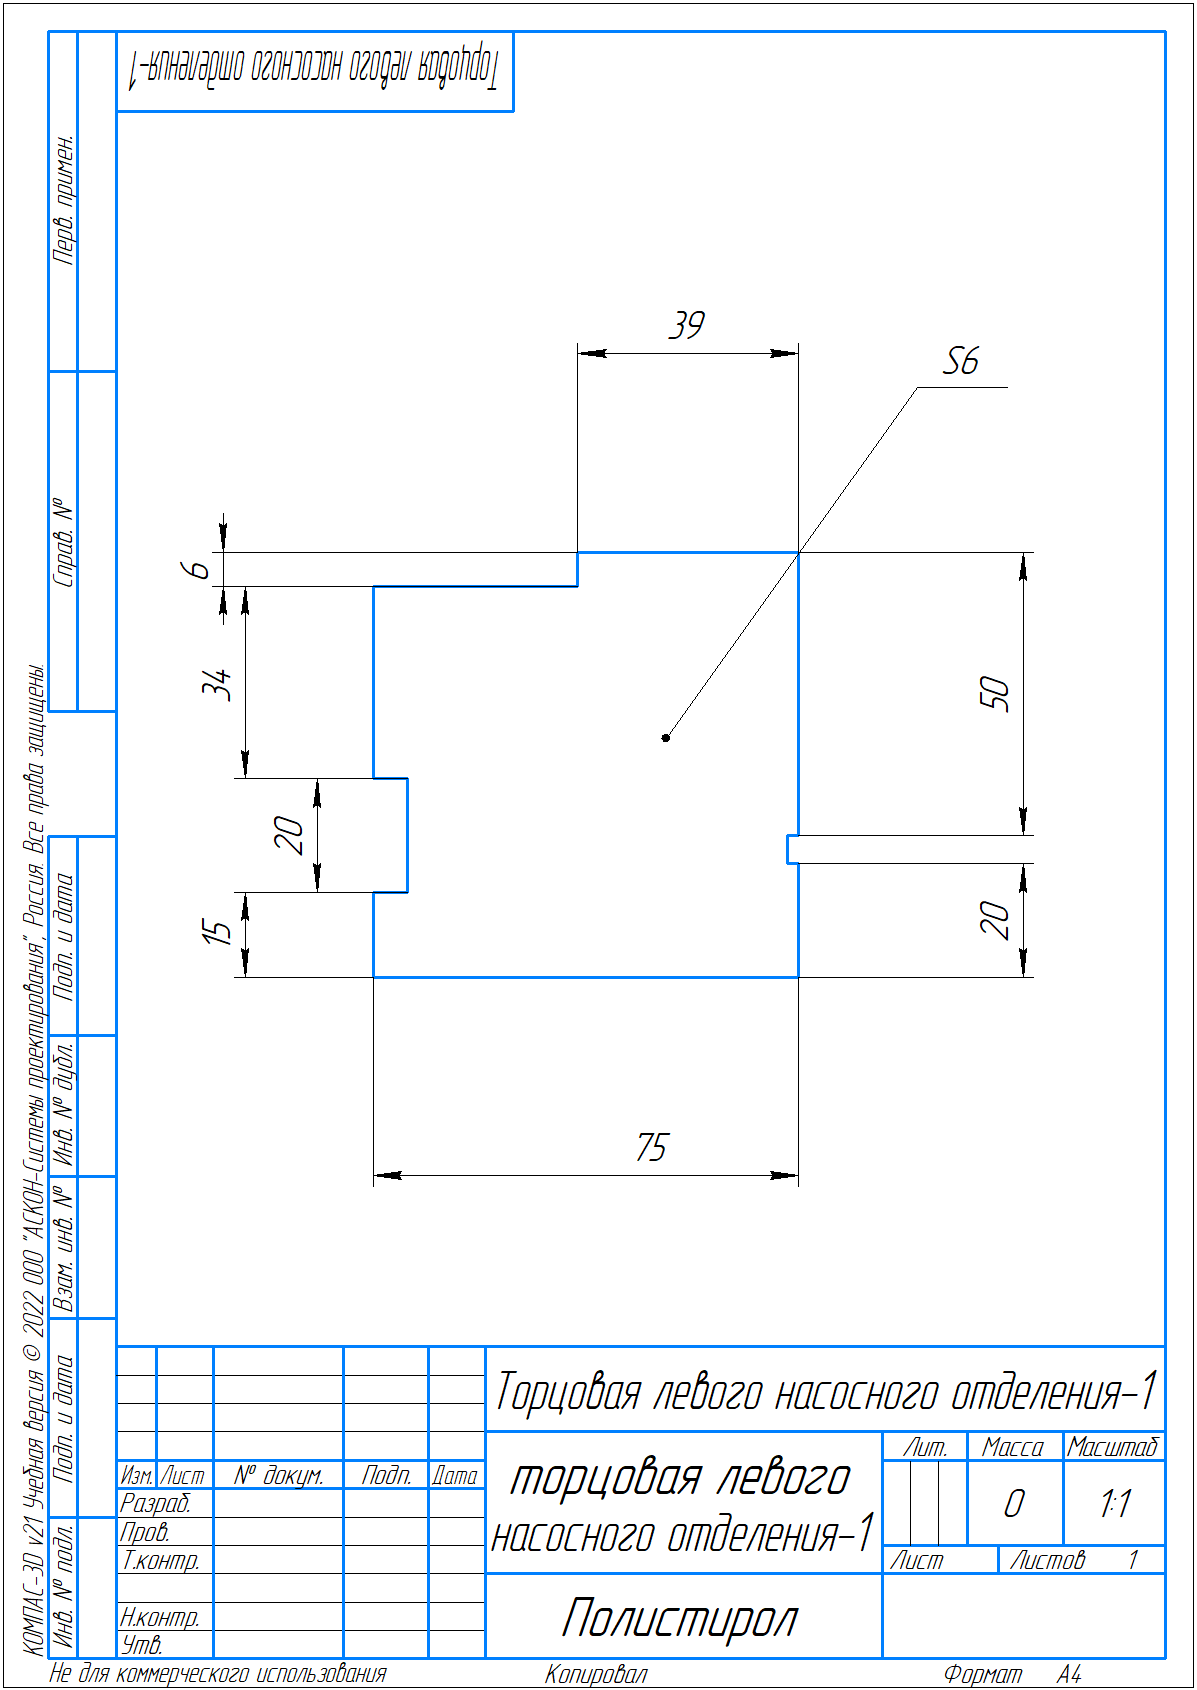 Торцовая левого насосного отделения-1
Перв. примен.
Справ. №
39
S6
6
34
50
20
15
20
75
Подп. и дата
Инв. № дубл.
Взам. инв. №
Подп. и дата
Инв. № подл.
КОМПАС-3D v21 Учебная версия © 2022 ООО "АСКОН-Системы проектирования", Россия. Все права защищены.
Торцовая левого насосного отделения-1
Изм. Лист № докум. Подп. Дата
Разраб.
Пров.
Т.контр.
Н.контр.
Утв.
торцовая левого
насосного отделения-1
Лит. Масса Масштаб
0 1:1
Лист Листов 1
Полистирол
Не для коммерческого использования Копировал Формат А4